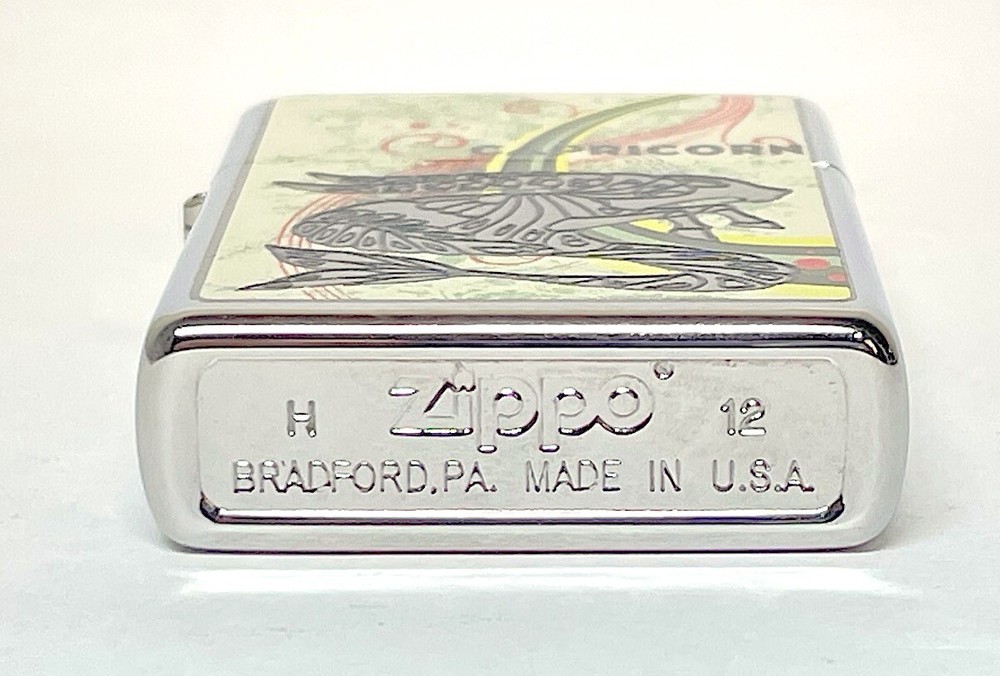 CAPRICORN
H Zippo® 12
BRADFORD,PA. MADE IN U.S.A.